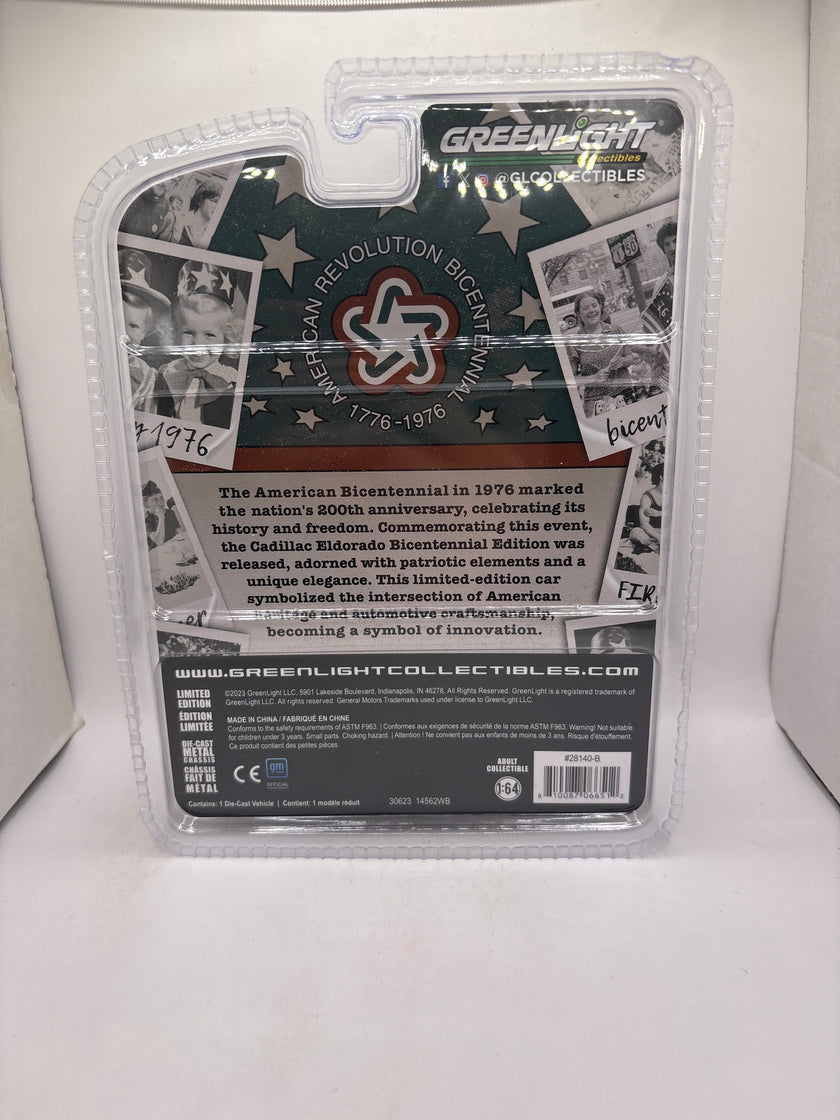 GREENLIGHT
collectibles
@GLCOLLECTIBLES
AMERICAN REVOLUTION BICENTENNIAL
1776-1976
1976
bicent
FIR
The American Bicentennial in 1976 marked
the nation's 200th anniversary, celebrating its
history and freedom. Commemorating this event,
the Cadillac Eldorado Bicentennial Edition was
released, adorned with patriotic elements and a
unique elegance. This limited-edition car
symbolized the intersection of American
heritage and automotive craftsmanship,
becoming a symbol of innovation.
www.GREENLIGHTCOLLECTIBLES.com
LIMITED
EDITION
ÉDITION
LIMITÉE
DIE-CAST
METAL
CHASSIS
CHÂSSIS
FAIT DE
MÉTAL
©2023 GreenLight LLC, 5901 Lakeside Boulevard, Indianapolis, IN 46278, All Rights Reserved. GreenLight is a registered trademark of
GreenLight LLC. All rights reserved. General Motors Trademarks used under license to GreenLight LLC.
MADE IN CHINA / FABRIQUÉ EN CHINE
Conforms to the safety requirements of ASTM F963. | Conformes aux exigences de sécurité de la norme ASTM F963. Warning! Not suitable
for children under 3 years. Small parts. Choking hazard. | Attention ! Ne convient pas aux enfants de moins de 3 ans. Risque d'étouffement.
Ce produit contient des petites pièces.
CE
gm
OFFICIAL
ADULT
COLLECTIBLE
1:64
#28140-B
8 10087 06651 2
Contains: 1 Die-Cast Vehicle | Contient: 1 modèle réduit
30623 14562WB